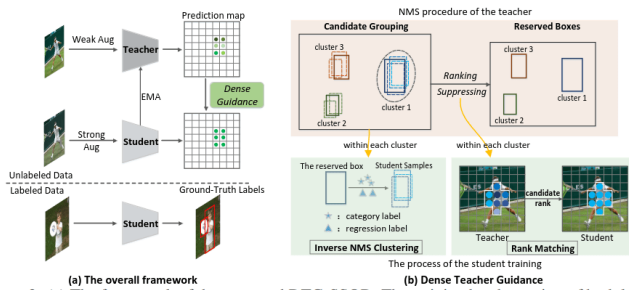 Weak Aug
Teacher
Prediction map
EMA
Dense
Guidance
Strong
Aug
Student
Unlabeled Data
Labeled Data
Ground-Truth Labels
Student
(a) The overall framework
NMS procedure of the teacher
Candidate Grouping
Reserved Boxes
cluster 3
cluster 1
cluster 2
Ranking
Suppressing
cluster 3
cluster 1
cluster 2
within each cluster
within each cluster
The reserved box
Student Samples
: category label
: regression label
Inverse NMS Clustering
candidate
rank
Teacher
Student
Rank Matching
The process of the student training
(b) Dense Teacher Guidance